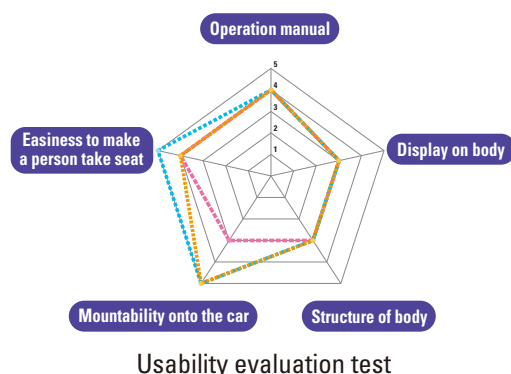 Operation manual
5
4
3
2
1
Easiness to make
a person take seat
Display on body
Mountability onto the car
Structure of body
Usability evaluation test